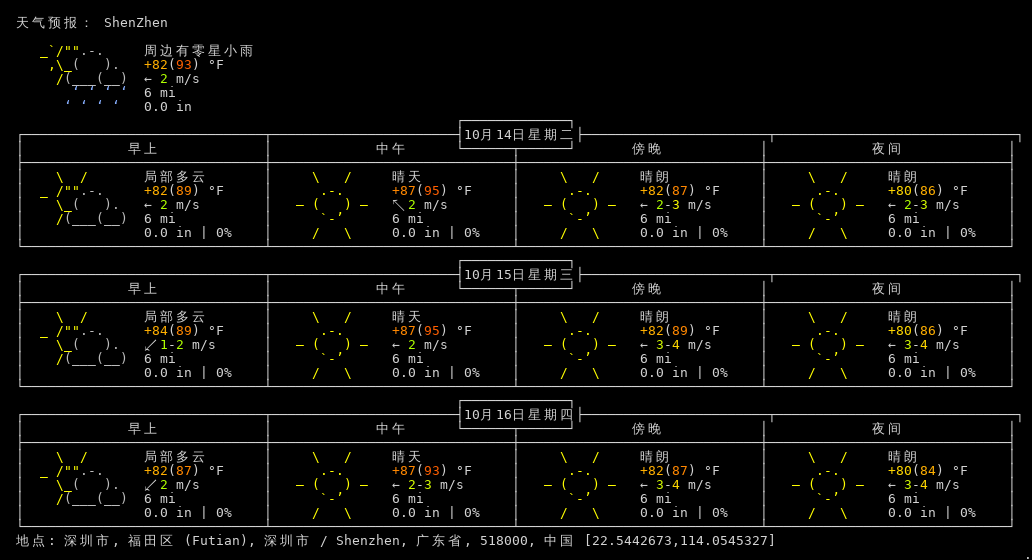 天气预报： ShenZhen
周边有零星小雨
+82(93) °F
← 2 m/s
6 mi
0.0 in
10月14日星期二
早上 中午 傍晚 夜间
局部多云 晴天 晴朗 晴朗
+82(89) °F +87(95) °F +82(87) °F +80(86) °F
← 2 m/s ↖ 2 m/s ← 2-3 m/s ← 2-3 m/s
6 mi 6 mi 6 mi 6 mi
0.0 in | 0% 0.0 in | 0% 0.0 in | 0% 0.0 in | 0%
10月15日星期三
早上 中午 傍晚 夜间
局部多云 晴天 晴朗 晴朗
+84(89) °F +87(95) °F +82(89) °F +80(86) °F
↙ 1-2 m/s ← 2 m/s ← 3-4 m/s ← 3-4 m/s
6 mi 6 mi 6 mi 6 mi
0.0 in | 0% 0.0 in | 0% 0.0 in | 0% 0.0 in | 0%
10月16日星期四
早上 中午 傍晚 夜间
局部多云 晴天 晴朗 晴朗
+82(87) °F +87(93) °F +82(87) °F +80(84) °F
↙ 2 m/s ← 2-3 m/s ← 3-4 m/s ← 3-4 m/s
6 mi 6 mi 6 mi 6 mi
0.0 in | 0% 0.0 in | 0% 0.0 in | 0% 0.0 in | 0%
地点: 深圳市, 福田区 (Futian), 深圳市 / Shenzhen, 广东省, 518000, 中国 [22.5442673,114.0545327]